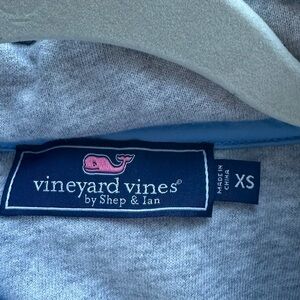 vineyard vines®
by Shep & Ian
MADE IN
CHINA
XS